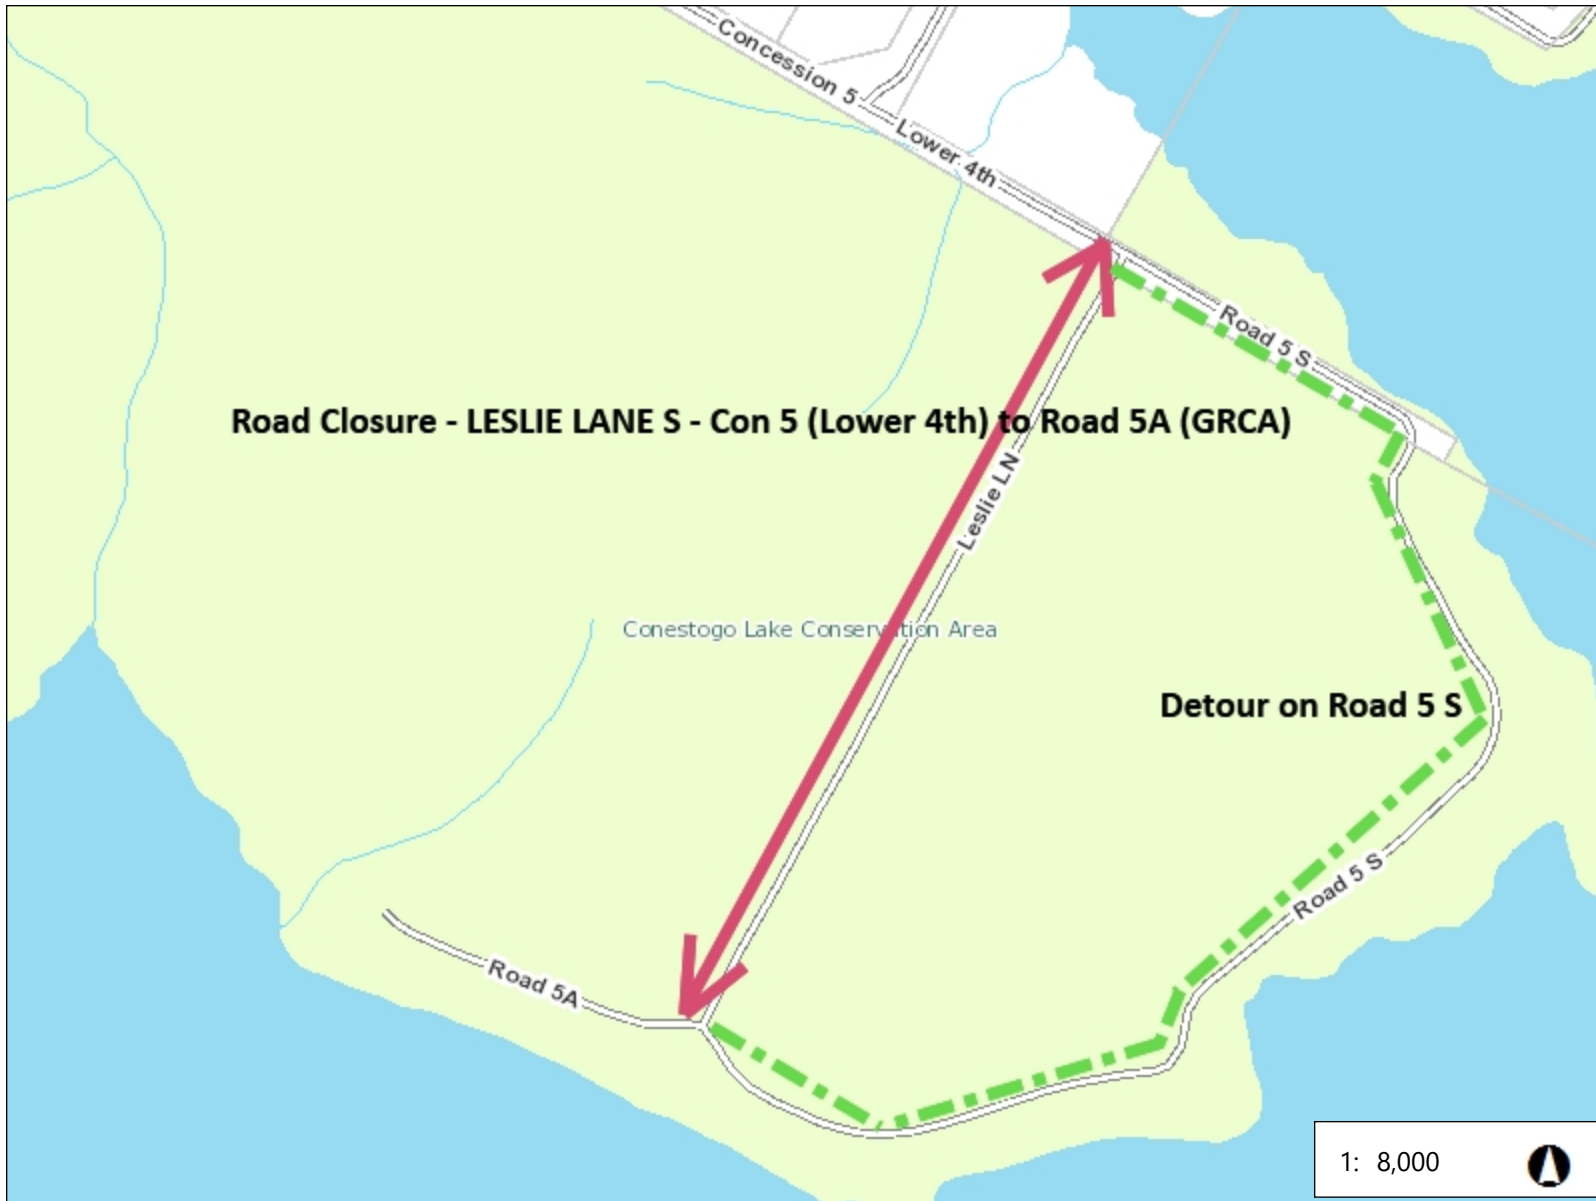 Concession 5
Lower 4th
Road 5 S
Road Closure - LESLIE LANE S - Con 5 (Lower 4th) to Road 5A (GRCA)
Leslie LN
Conestogo Lake Conservation Area
Detour on Road 5 S
Road 5 S
Road 5A
1: 8,000